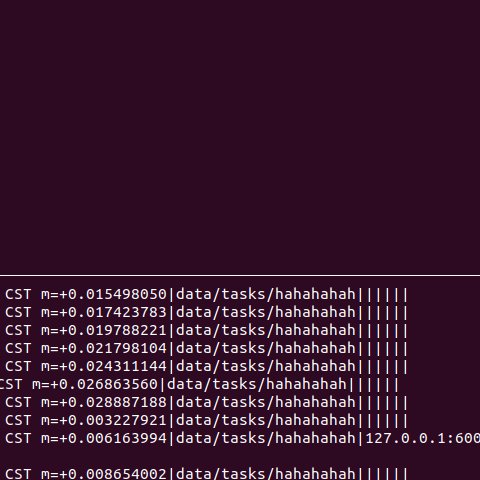 CST m=+0.015498050|data/tasks/hahahahah||||||
CST m=+0.017423783|data/tasks/hahahahah||||||
CST m=+0.019788221|data/tasks/hahahahah||||||
CST m=+0.021798104|data/tasks/hahahahah||||||
CST m=+0.024311144|data/tasks/hahahahah||||||
CST m=+0.026863560|data/tasks/hahahahah||||||
CST m=+0.028887188|data/tasks/hahahahah||||||
CST m=+0.003227921|data/tasks/hahahahah||||||
CST m=+0.006163994|data/tasks/hahahahah|127.0.0.1:600
CST m=+0.008654002|data/tasks/hahahahah||||||